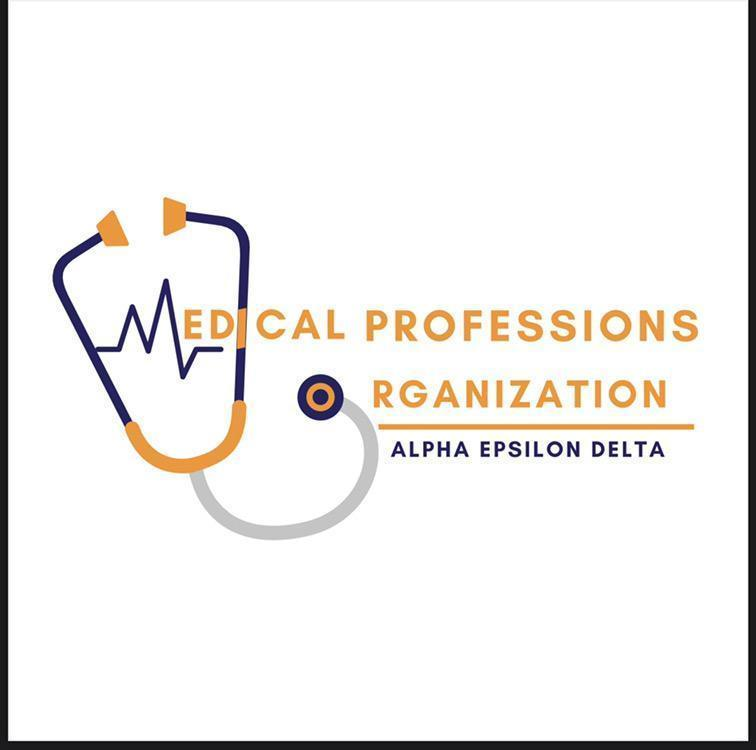 MEDICAL PROFESSIONS
ORGANIZATION
ALPHA EPSILON DELTA